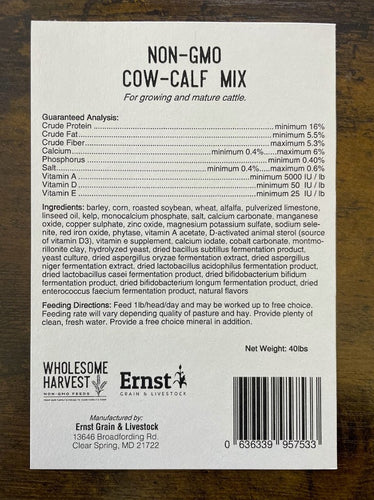 NON-GMO
COW-CALF MIX
For growing and mature cattle.
Guaranteed Analysis:
Crude Protein ........ minimum 16%
Crude Fat ........ minimum 5.5%
Crude Fiber ........ maximum 5.3%
Calcium ........ minimum 0.4% ........ maximum 6%
Phosphorus ........ minimum 0.40%
Salt ........ minimum 0.4% ........ maximum 0.6%
Vitamin A ........ minimum 5000 IU / lb
Vitamin D ........ minimum 50 IU / lb
Vitamin E ........ minimum 25 IU / lb
Ingredients: barley, corn, roasted soybean, wheat, alfalfa, pulverized limestone,
linseed oil, kelp, monocalcium phosphate, salt, calcium carbonate, manganese
oxide, copper sulphate, zinc oxide, magnesium potassium sulfate, sodium sele-
nite, red iron oxide, phytase, vitamin A acetate, D-activated animal sterol (source
of vitamin D3), vitamin e supplement, calcium iodate, cobalt carbonate, montmo-
rillonite clay, hydrolyzed yeast, dried bacillus subtilis fermentation product,
yeast culture, dried aspergillus oryzae fermentation extract, dried aspergillus
niger fermentation extract, dried lactobacillus acidophilus fermentation product,
dried lactobacillus casei fermentation product, dried bifidobacterium bifidum
fermentation product, dried bifidobacterium longum fermentation product, dried
enterococcus faecium fermentation product, natural flavors
Feeding Directions: Feed 1lb/head/day and may be worked up to free choice.
Feeding rate will vary depending quality of pasture and hay. Provide plenty of
clean, fresh water. Provide a free choice mineral in addition.
Net Weight: 40lbs
WHOLESOME
HARVEST
NON-GMO FEEDS
Ernst
GRAIN & LIVESTOCK
Manufactured by:
Ernst Grain & Livestock
13646 Broadfording Rd.
Clear Spring, MD 21722
0 636339 957533